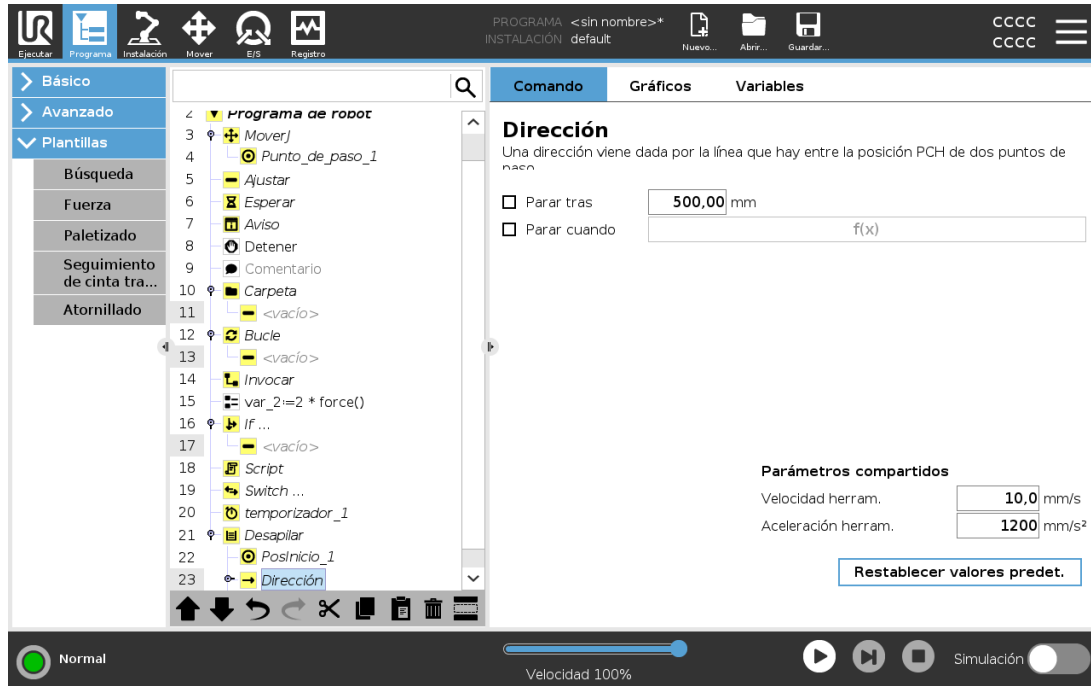 PROGRAMA <sin nombre>*
INSTALACIÓN default
CCCC
CCCC
Ejecutar
Programa
Instalación
Mover
E/S
Registro
Nuevo...
Abrir...
Guardar...
Básico
Avanzado
Plantillas
Búsqueda
Fuerza
Paletizado
Seguimiento
de cinta tra...
Atornillado
2 Programa de robot
3 MoverJ
4 Punto_de_paso_1
5 Ajustar
6 Esperar
7 Aviso
8 Detener
9 Comentario
10 Carpeta
11 <vacío>
12 Bucle
13 <vacío>
14 Invocar
15 var_2:=2 * force()
16 If ...
17 <vacío>
18 Script
19 Switch ...
20 temporizador_1
21 Desapilar
22 PosInicio_1
23 Dirección
Comando
Gráficos
Variables
Dirección
Una dirección viene dada por la línea que hay entre la posición PCH de dos puntos de
paso
Parar tras 500,00 mm
Parar cuando f(x)
Parámetros compartidos
Velocidad herram. 10,0 mm/s
Aceleración herram. 1200 mm/s²
Restablecer valores predet.
Normal
Velocidad 100%
Simulación